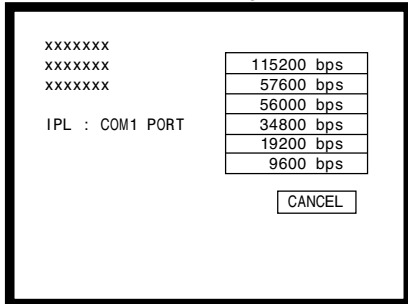 xxxxxxx
xxxxxxx
xxxxxxx
IPL : COM1 PORT
115200 bps
57600 bps
56000 bps
34800 bps
19200 bps
9600 bps
CANCEL